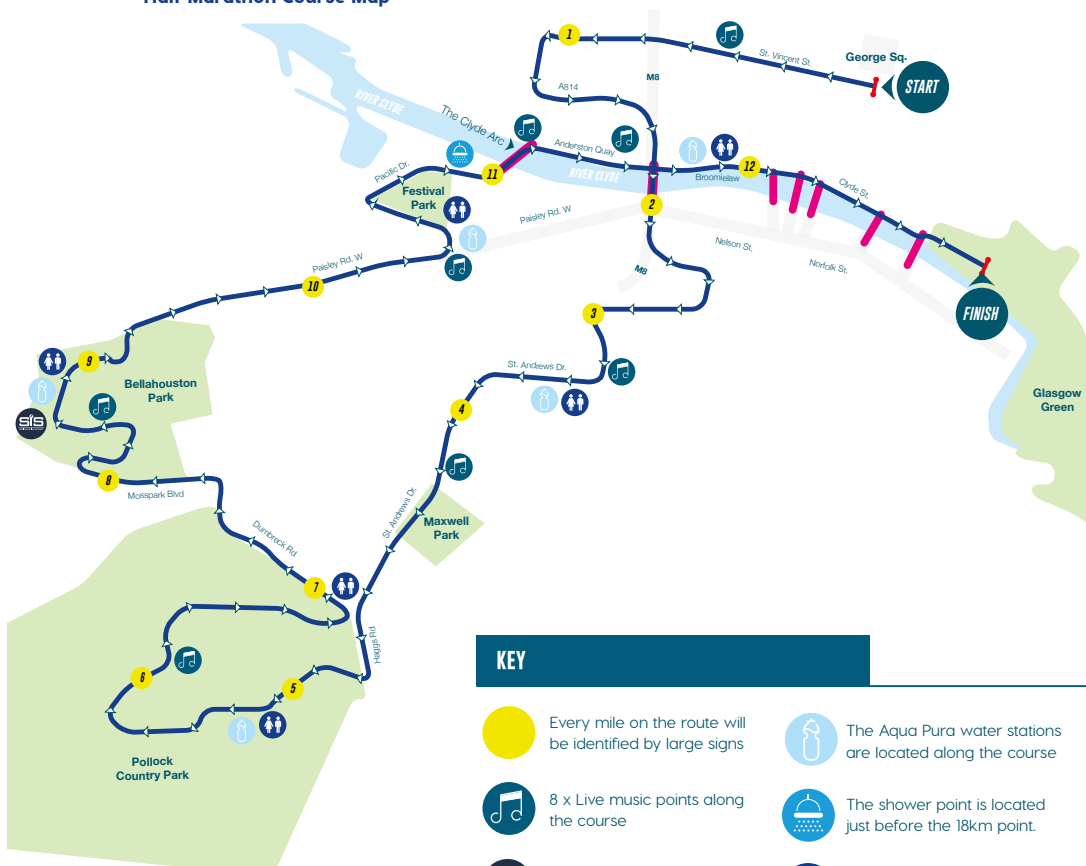 Half Marathon Course Map
1
St. Vincent St.
George Sq.
START
M8
A814
RIVER CLYDE
The Clyde Arc
Anderston Quay
RIVER CLYDE
Broomielaw
12
Clyde St.
Pacific Dr.
11
Festival
Park
2
Paisley Rd. W
Nelson St.
Norfolk St.
M8
Paisley Rd. W
10
3
FINISH
9
Bellahouston
Park
St. Andrews Dr.
4
Glasgow
Green
SiS
8
Mosspark Blvd
St. Andrews Dr.
Maxwell
Park
Dumbreck Rd
7
Haggs Rd
6
5
Pollock
Country Park
KEY
Every mile on the route will
be identified by large signs
The Aqua Pura water stations
are located along the course
8 x Live music points along
the course
The shower point is located
just before the 18km point.